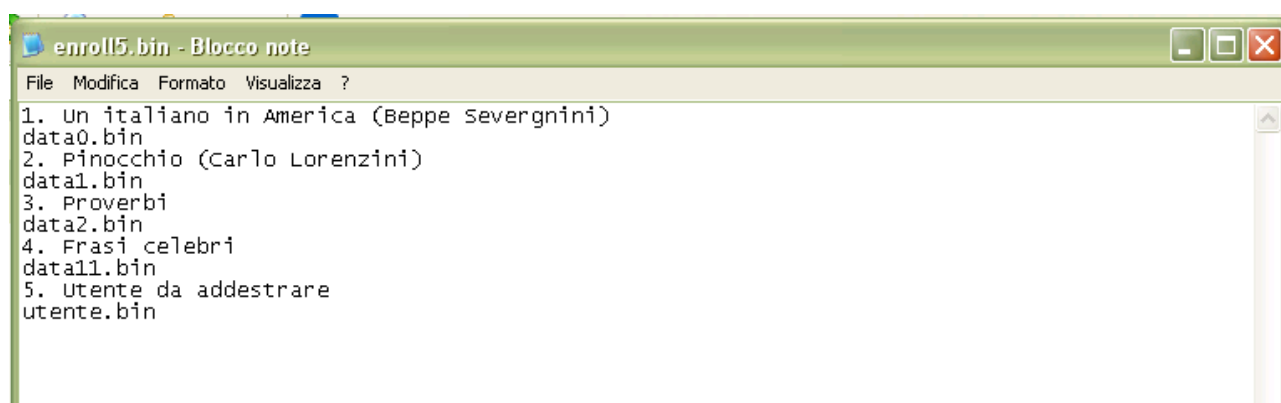 enroll5.bin - Blocco note
File Modifica Formato Visualizza ?
1. Un italiano in America (Beppe Severgnini)
data0.bin
2. Pinocchio (Carlo Lorenzini)
data1.bin
3. Proverbi
data2.bin
4. Frasi celebri
data11.bin
5. Utente da addestrare
utente.bin